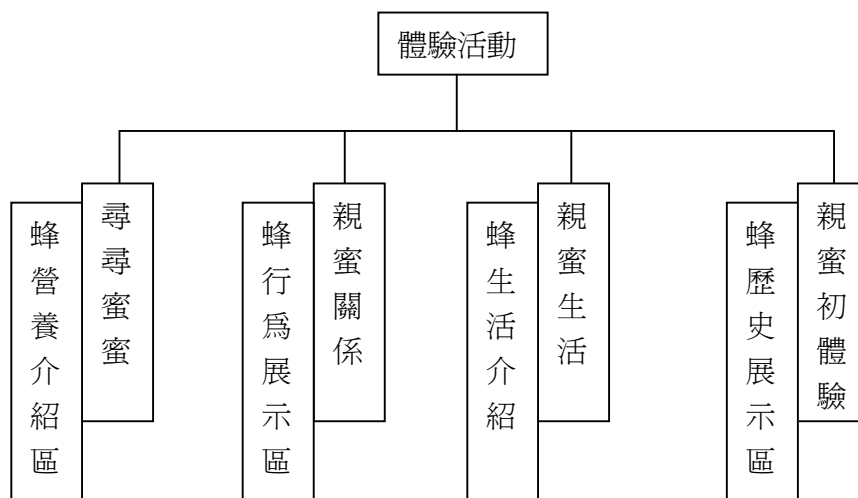 體驗活動
親蜜初體驗
蜂歷史展示區
親蜜生活
蜂生活介紹
親蜜關係
蜂行為展示區
尋尋蜜蜜
蜂營養介紹區